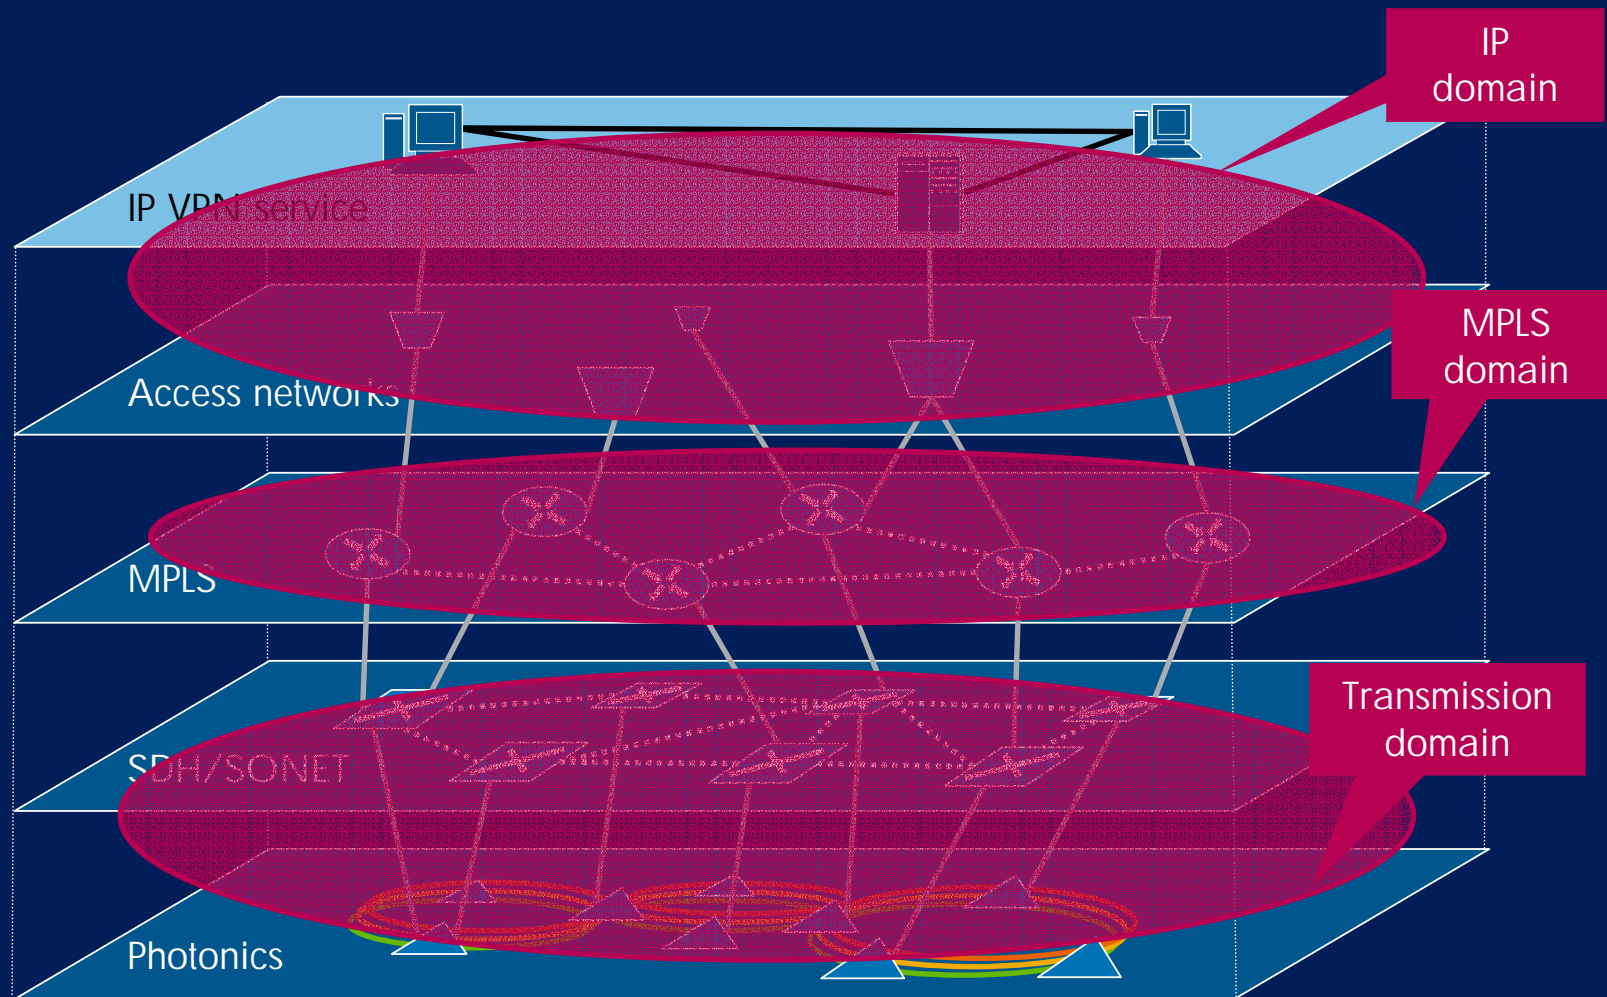 IP
domain
IP VPN service
MPLS
domain
Access networks
MPLS
Transmission
domain
SDH/SONET
Photonics